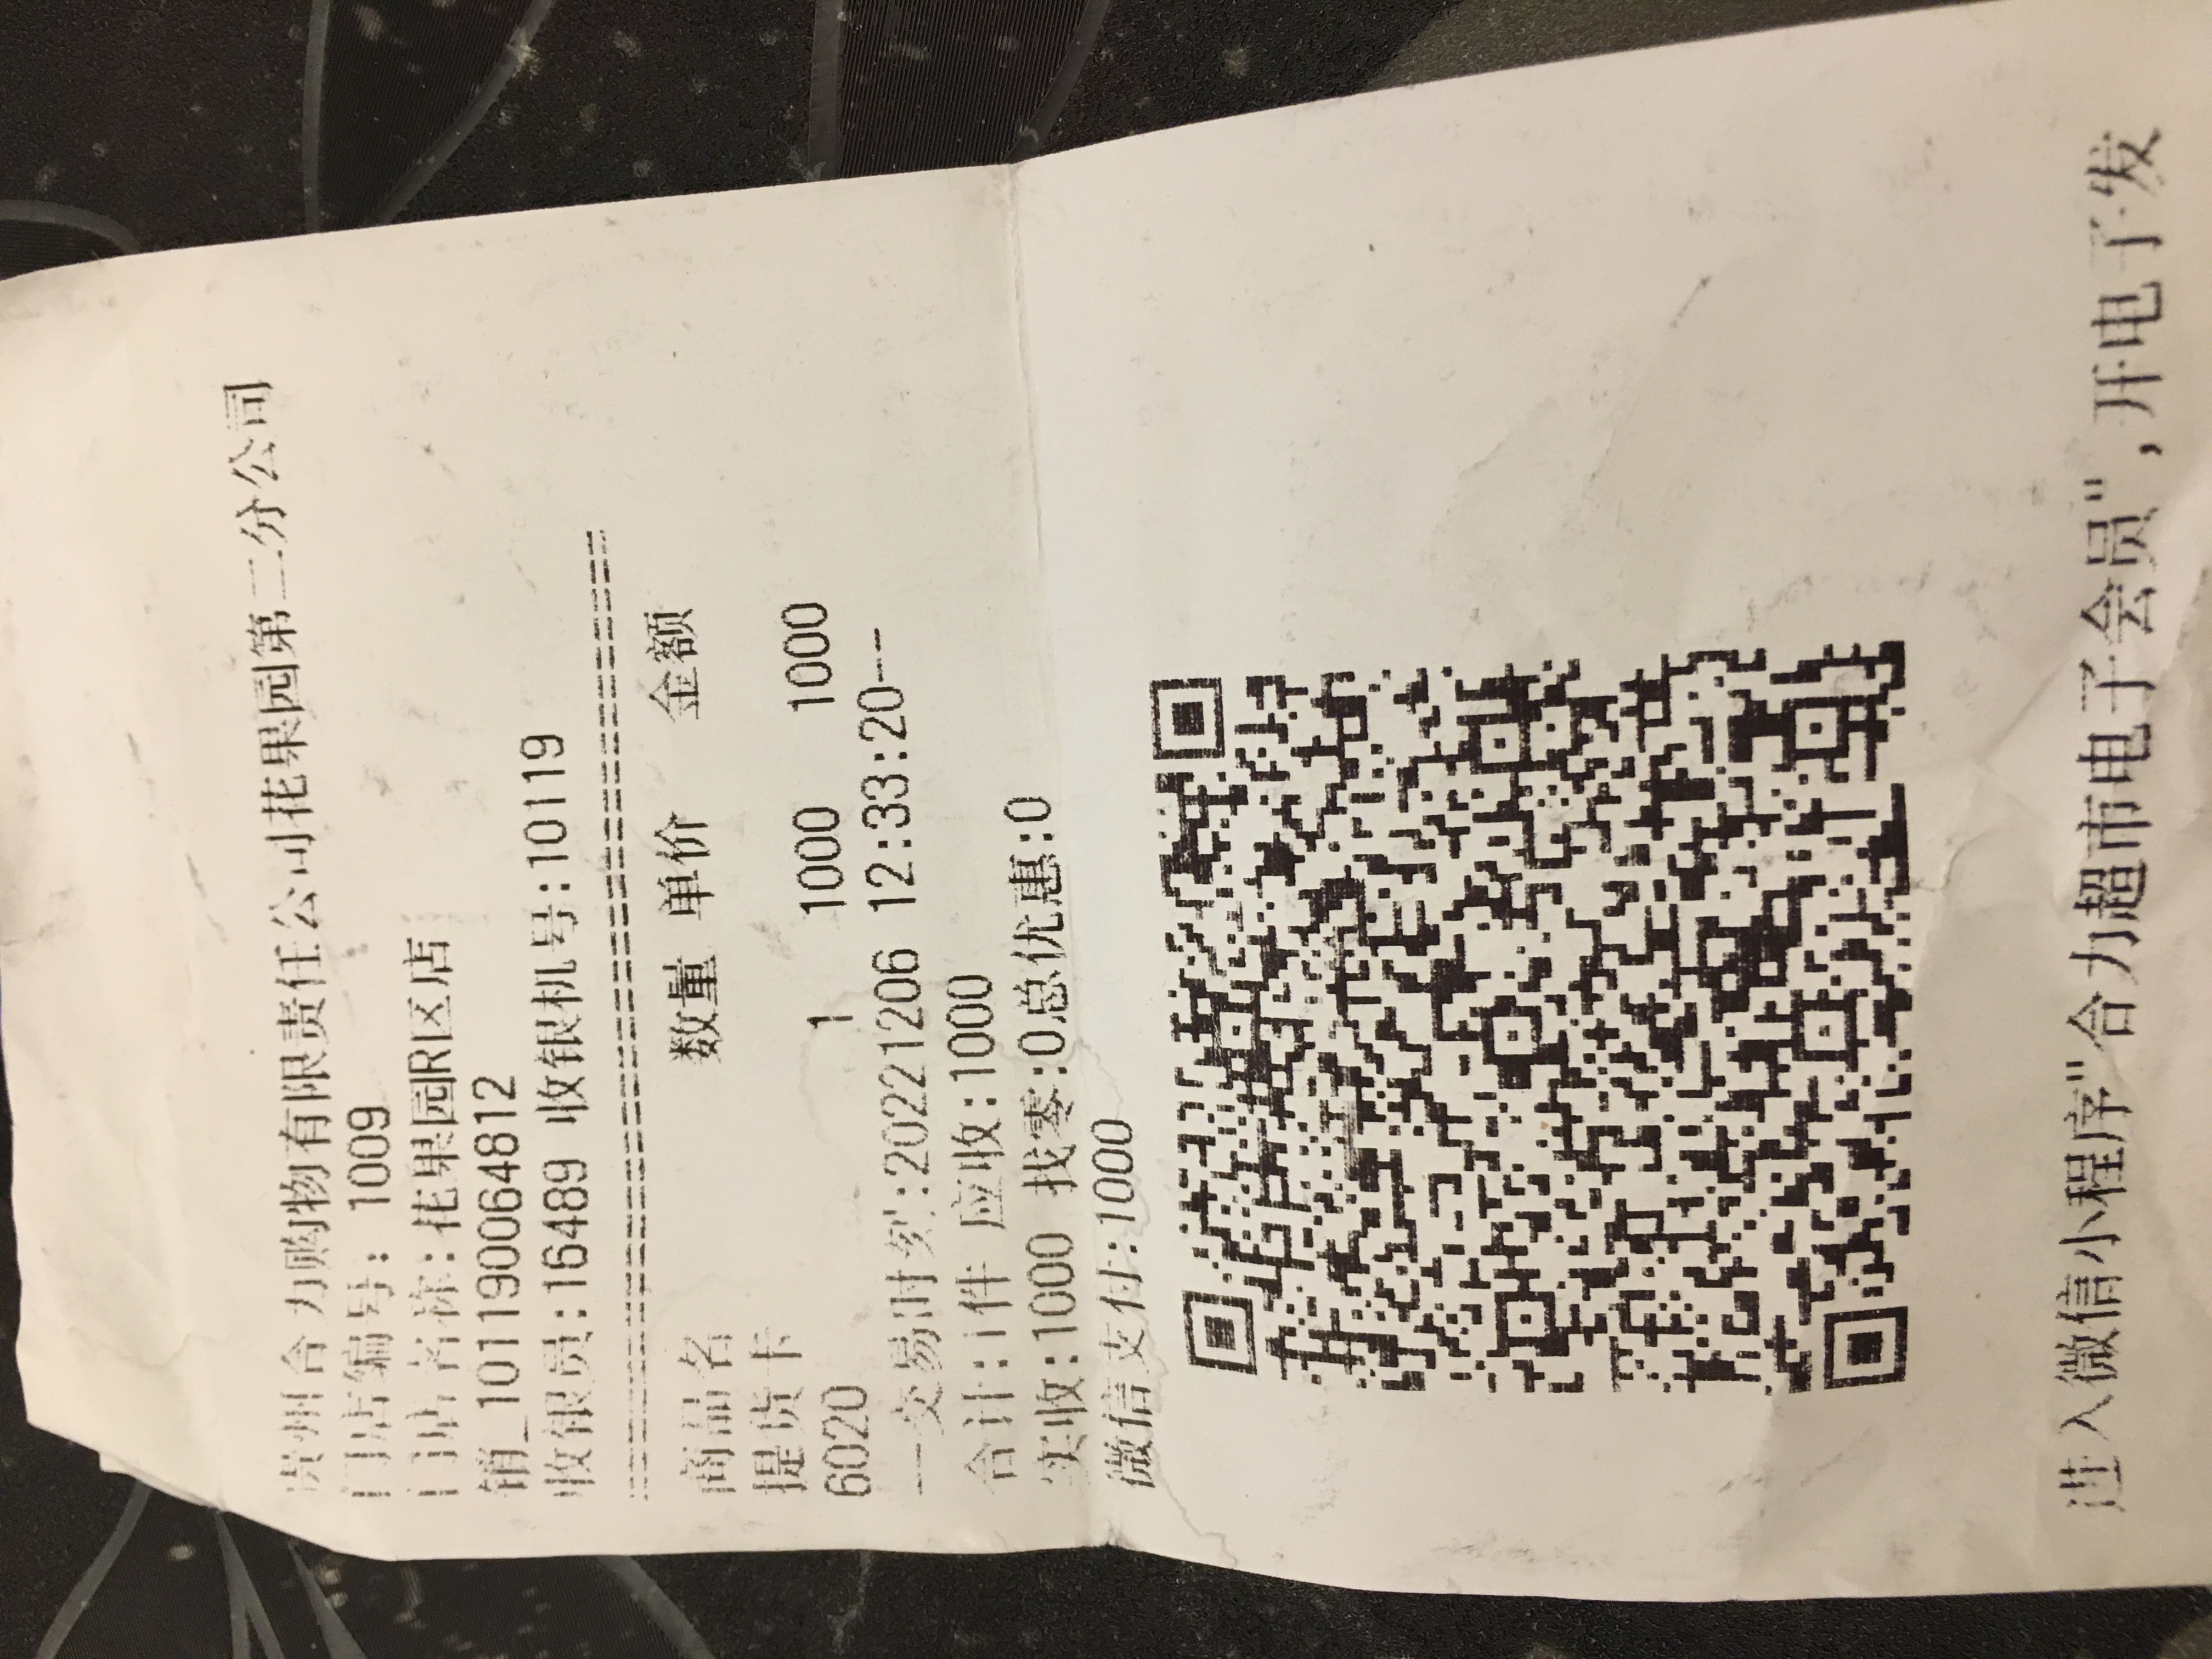 贵州合力购物有限责任公司花果园第二分公司
门店编号: 1009
门店名称:花果园R区店
销_101190064812
收银员:16489 收银机号:10119
================================
商品名 数量 单价 金额
提货卡
6020 1 1000 1000
---交易时刻:20221206 12:33:20---
合计:1件 应收:1000
实收:1000 找零:0总优惠:0
微信支付:1000
进入微信小程序"合力超市电子会员",开电子发